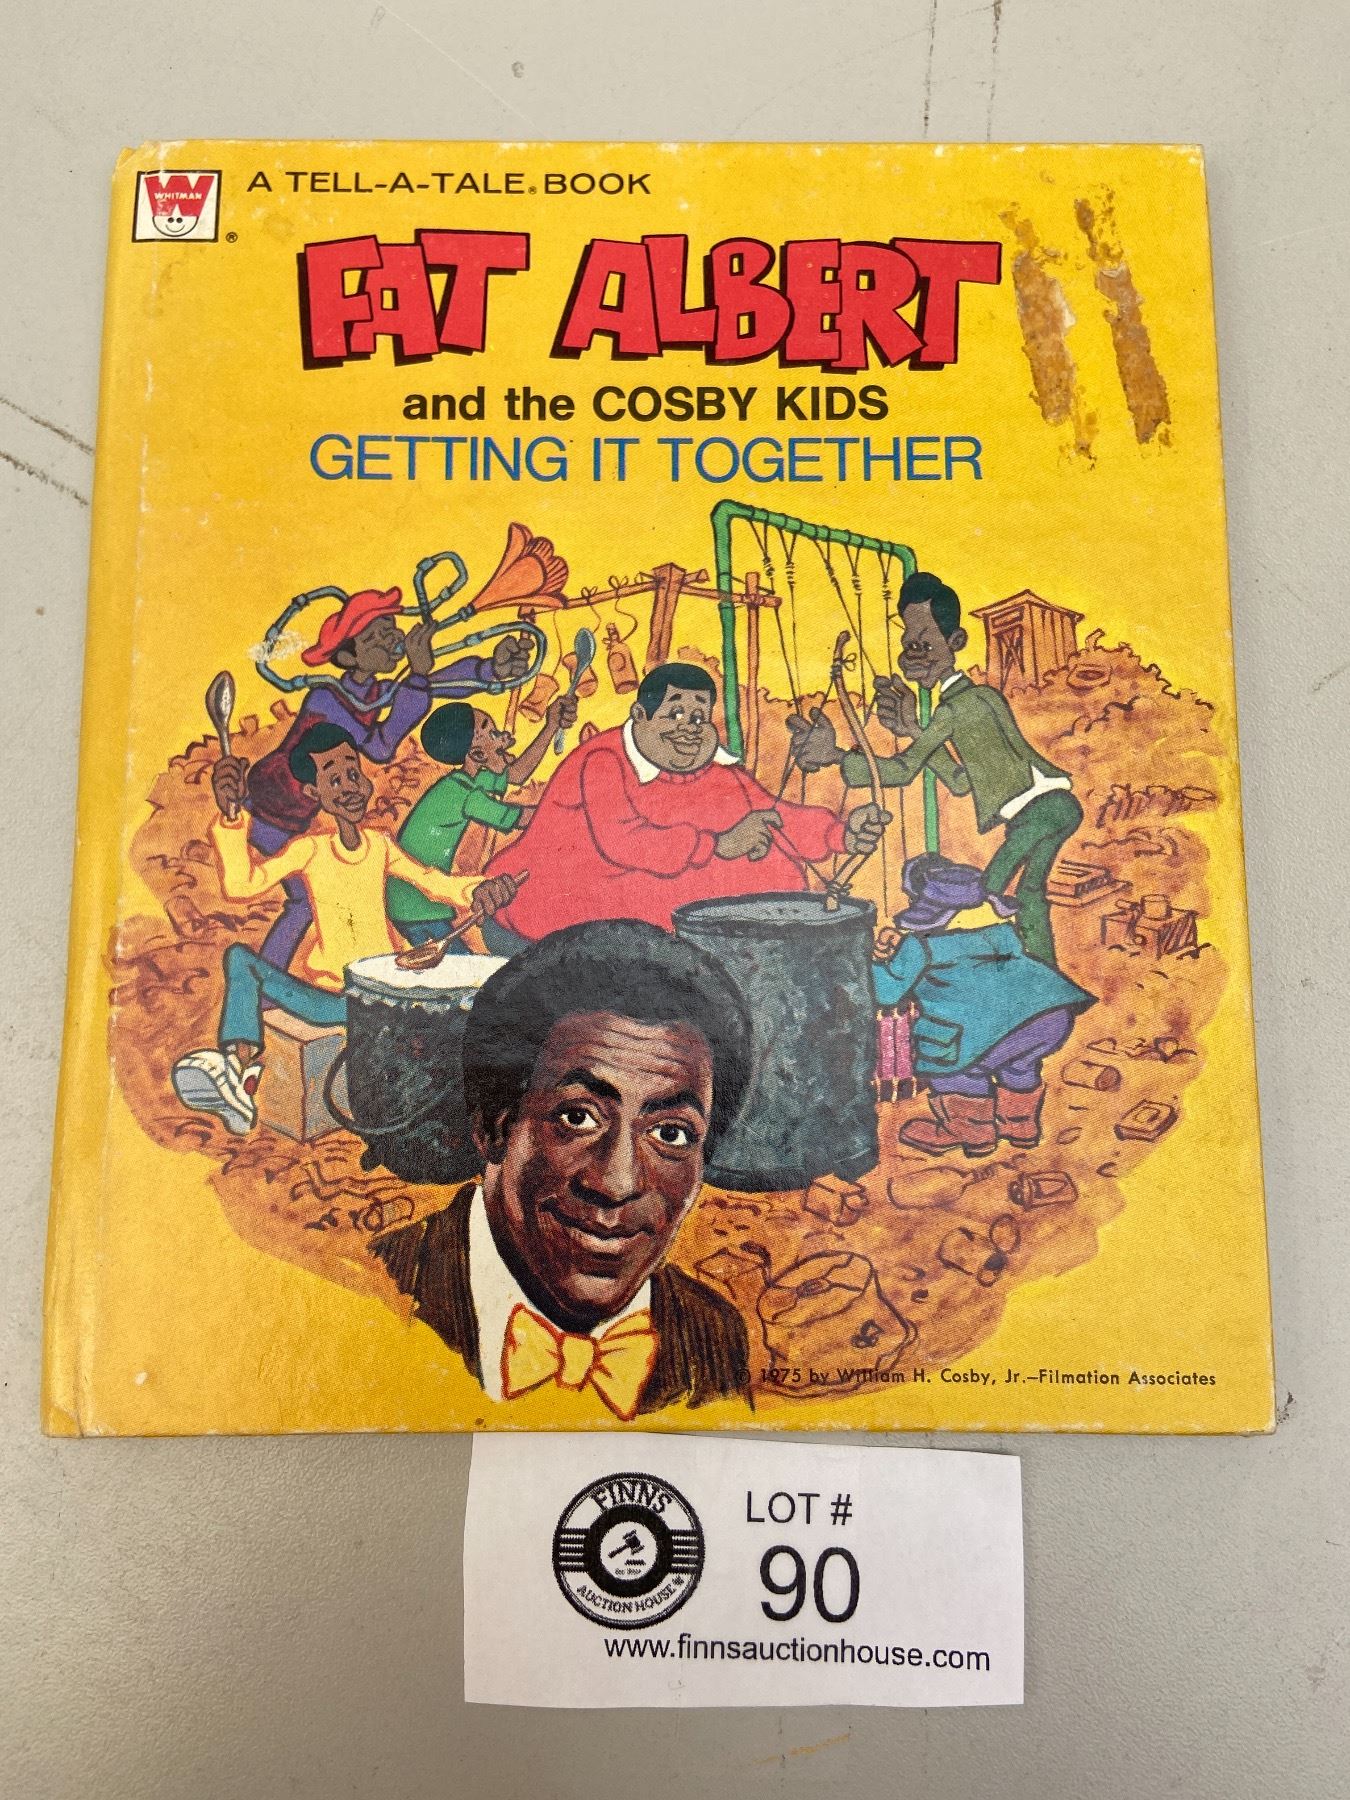 WHITMAN
A TELL-A-TALE® BOOK
®
FAT ALBERT
and the COSBY KIDS
GETTING IT TOGETHER
© 1975 by William H. Cosby, Jr.–Filmation Associates
FINNS
AUCTION HOUSE
LOT #
90
www.finnsauctionhouse.com